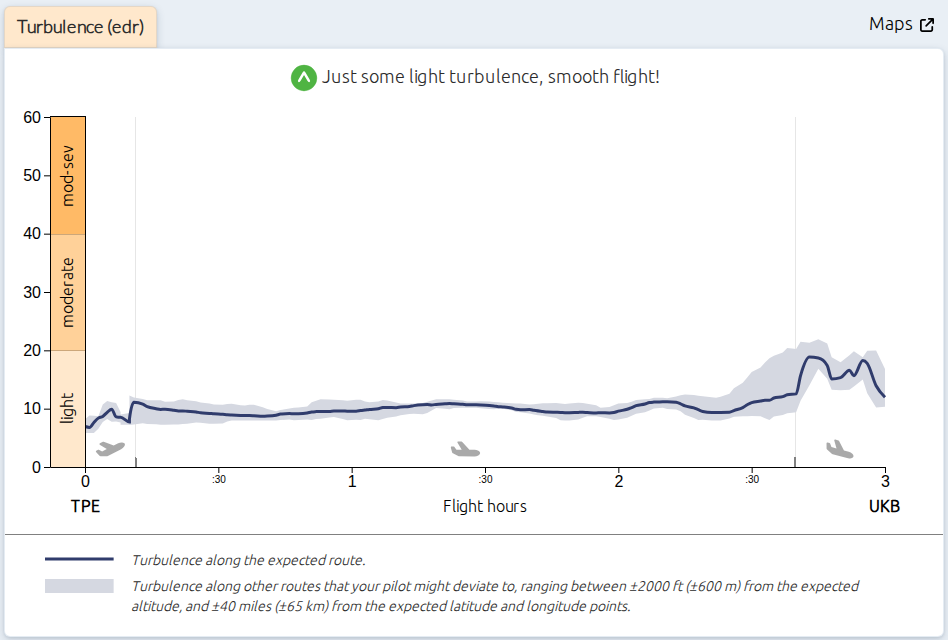 Turbulence (edr)
Maps
Just some light turbulence, smooth flight!
60
50
40
30
20
10
0
mod-sev
moderate
light
0 :30 1 :30 2 :30 3
TPE Flight hours UKB
Turbulence along the expected route.
Turbulence along other routes that your pilot might deviate to, ranging between ±2000 ft (±600 m) from the expected
altitude, and ±40 miles (±65 km) from the expected latitude and longitude points.